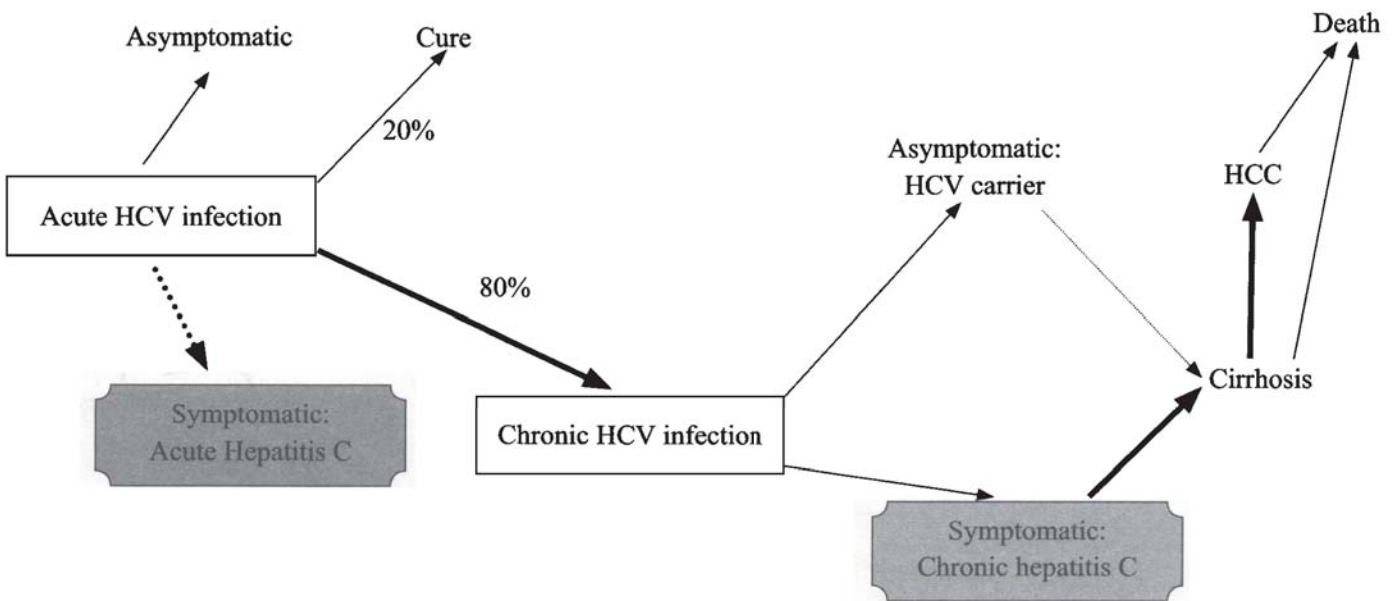 Asymptomatic
Cure
Death
20%
Asymptomatic:
HCV carrier
HCC
Acute HCV infection
80%
Cirrhosis
Symptomatic:
Acute Hepatitis C
Chronic HCV infection
Symptomatic:
Chronic hepatitis C